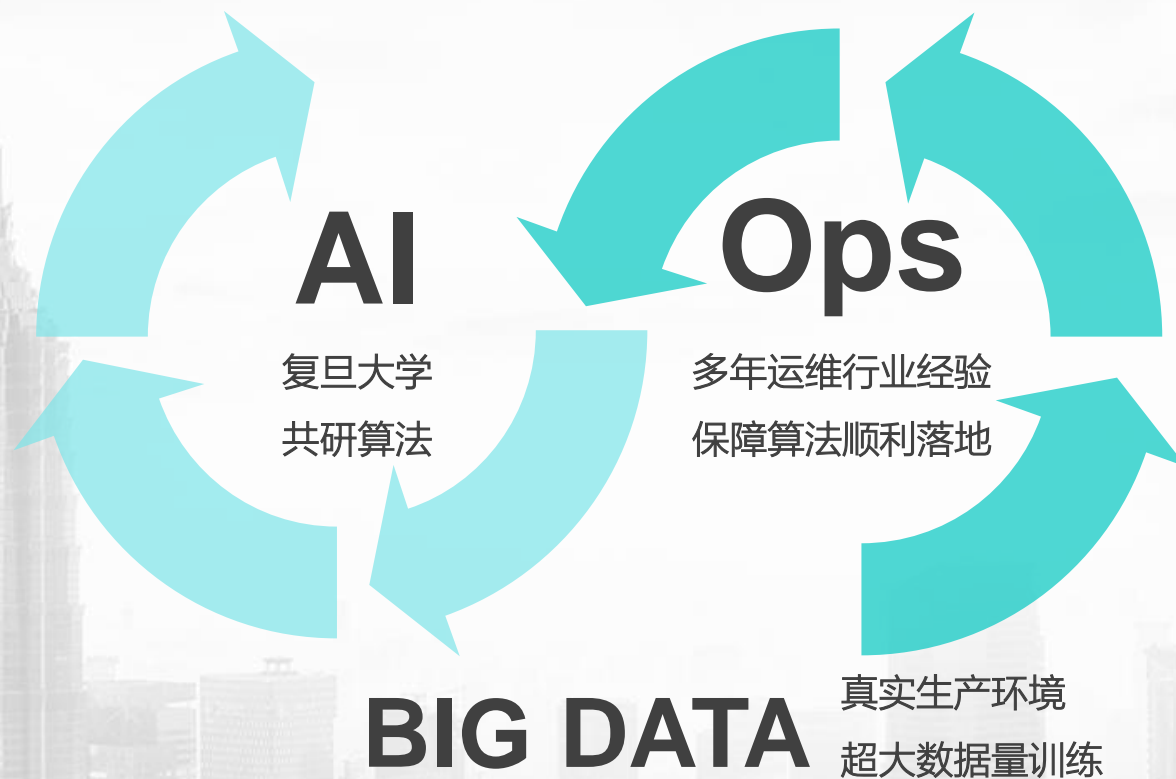 AI
复旦大学
共研算法
Ops
多年运维行业经验
保障算法顺利落地
BIG DATA
真实生产环境
超大数据量训练